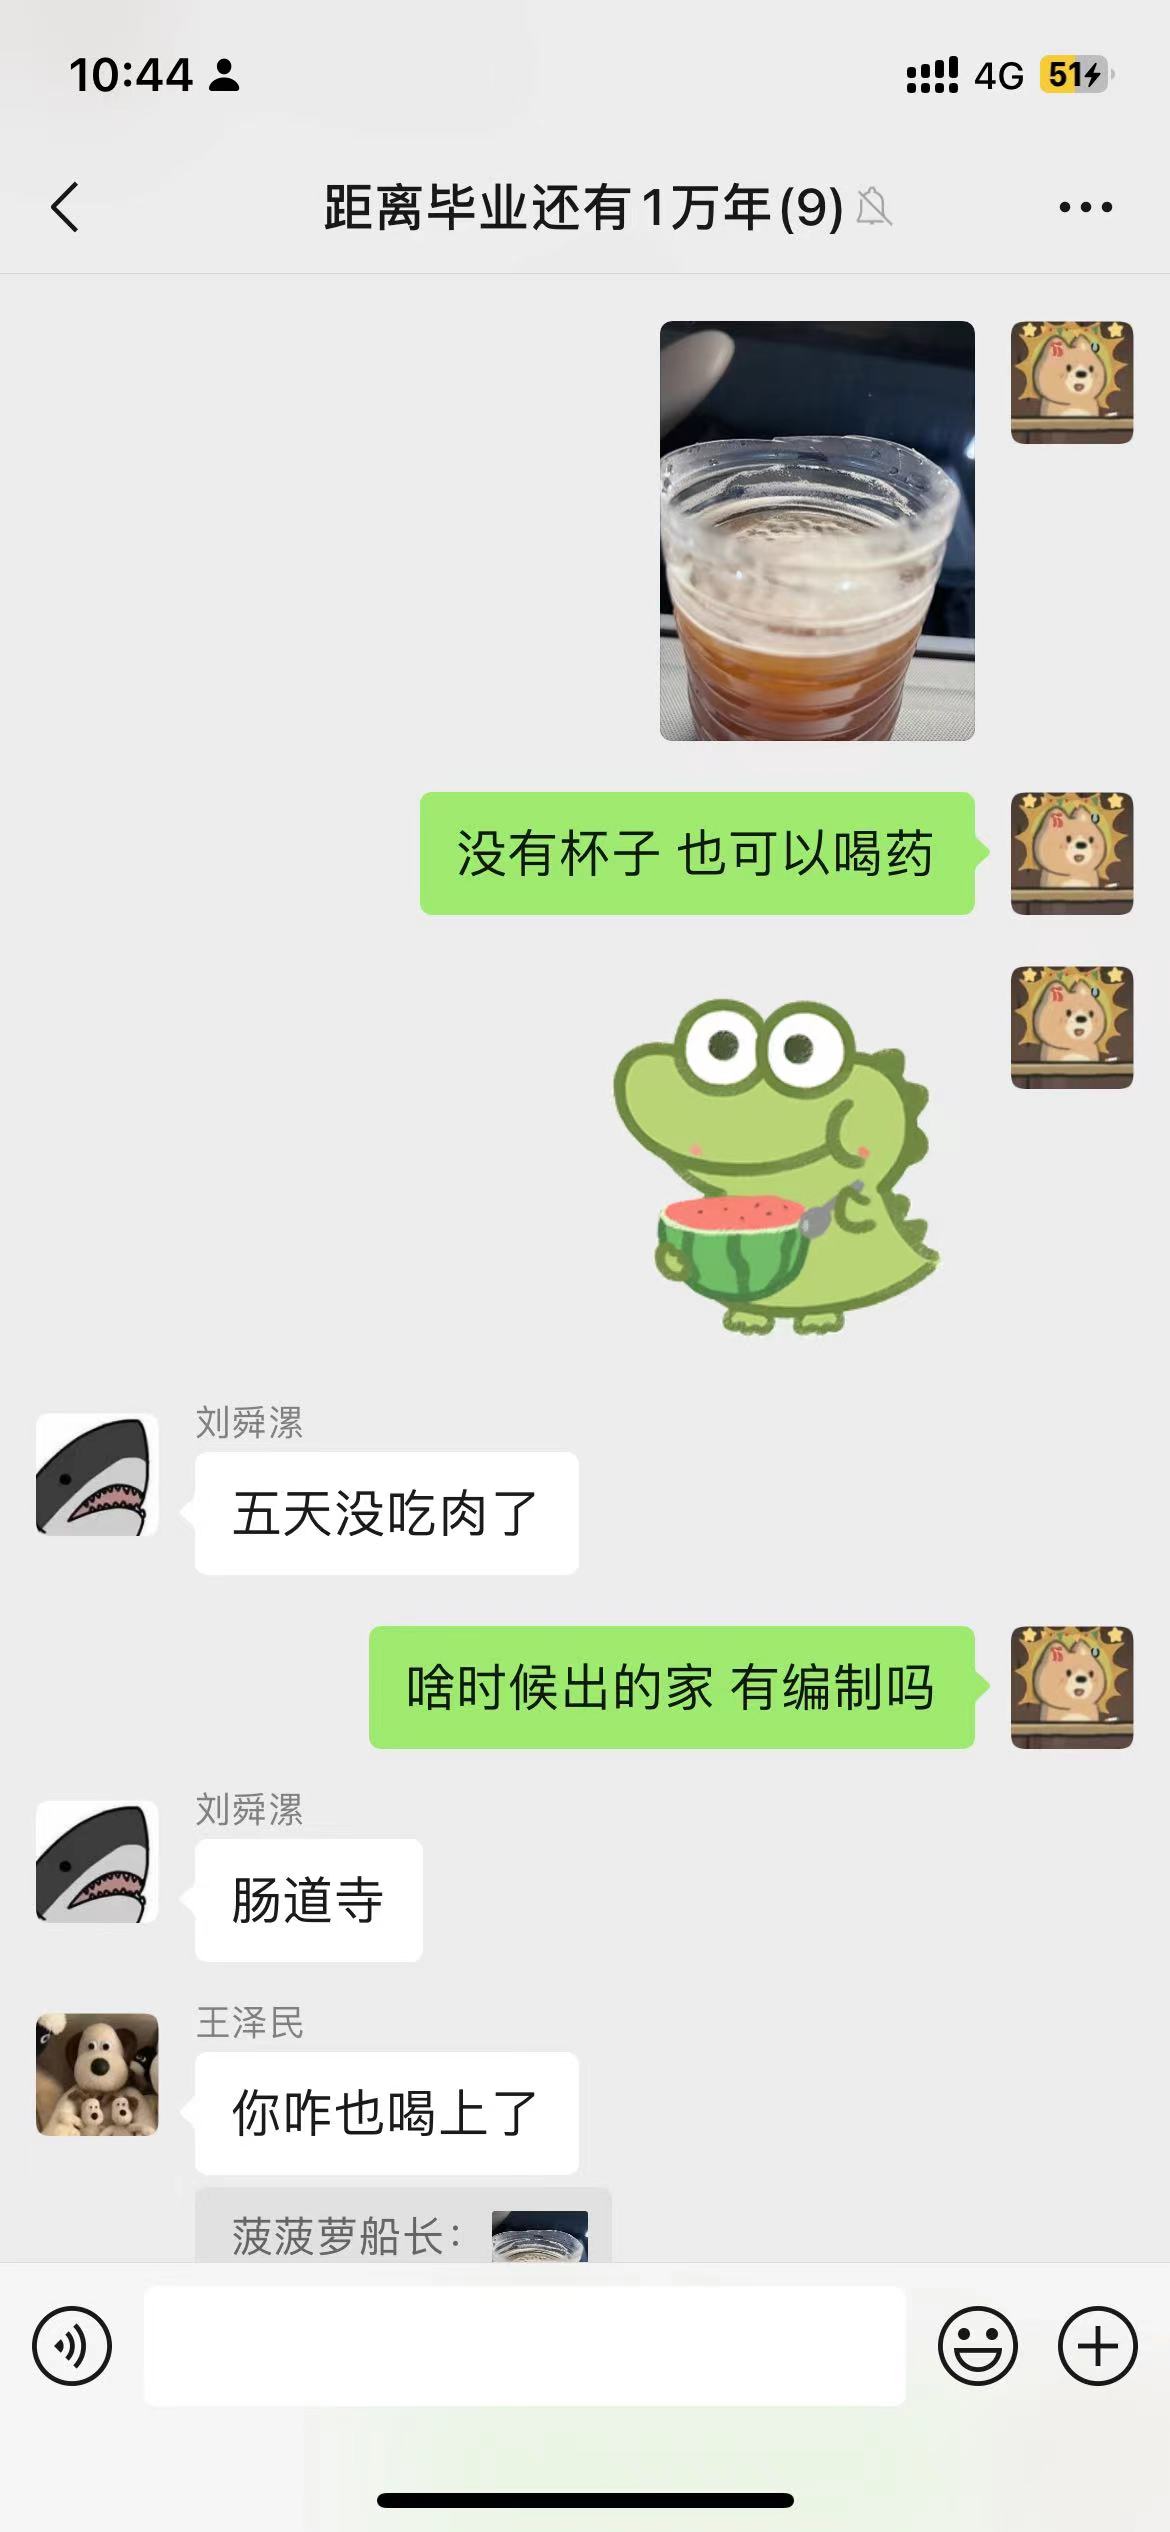 10:44
4G
51
距离毕业还有1万年(9)
没有杯子 也可以喝药
刘舜漯
五天没吃肉了
啥时候出的家 有编制吗
刘舜漯
肠道寺
王泽民
你咋也喝上了
菠菠萝船长: